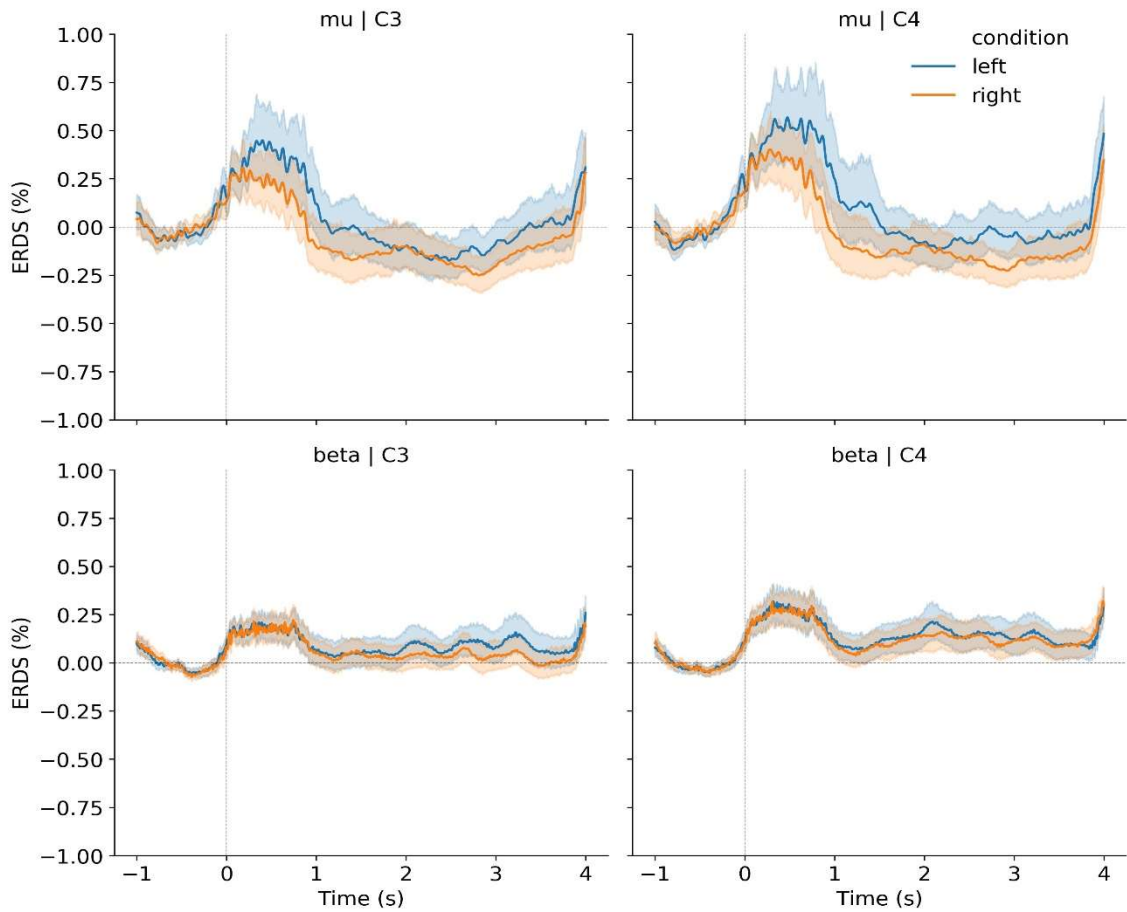 mu | C3
mu | C4
1.00
0.75
0.50
0.25
0.00
−0.25
−0.50
−0.75
−1.00
ERDS (%)
condition
left
right
beta | C3
beta | C4
1.00
0.75
0.50
0.25
0.00
−0.25
−0.50
−0.75
−1.00
ERDS (%)
−1 0 1 2 3 4
−1 0 1 2 3 4
Time (s)
Time (s)